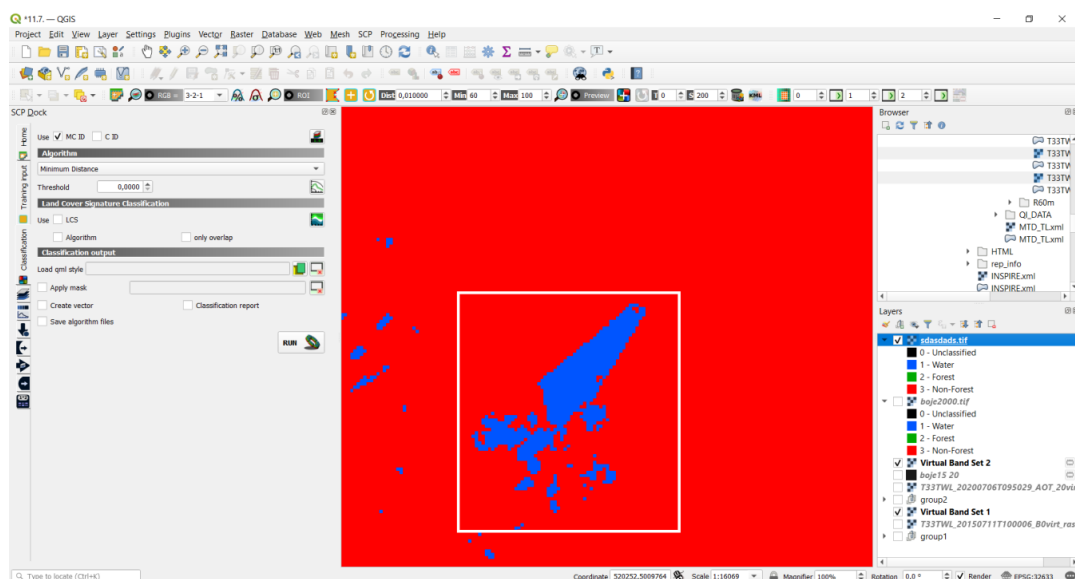 *11.7. — QGIS
Project Edit View Layer Settings Plugins Vector Raster Database Web Mesh SCP Processing Help
RGB = 3-2-1 ROI Dist 0,010000 Min 60 Max 100 Preview T 0 S 200 0 1 2
SCP Dock
Home
Training input
Classification
Use MC ID C ID
Algorithm
Minimum Distance
Threshold 0,0000
Land Cover Signature Classification
Use LCS
Algorithm only overlap
Classification output
Load qml style
Apply mask
Create vector Classification report
Save algorithm files
RUN
Browser
T33TV
T33TV
T33TV
T33TV
T33TV
R60m
QI_DATA
MTD_TL.xml
MTD_TL.xml
HTML
rep_info
INSPIRE.xml
INSPIRE.xml
Layers
sdasdads.tif
0 - Unclassified
1 - Water
2 - Forest
3 - Non-Forest
boje2000.tif
0 - Unclassified
1 - Water
2 - Forest
3 - Non-Forest
Virtual Band Set 2
boje15 20
T33TWL_20200706T095029_AOT_20vi
group2
Virtual Band Set 1
T33TWL_20150711T100006_B0virt_ras
group1
Type to locate (Ctrl+K) Coordinate 520252,5009764 Scale 1:16069 Magnifier 100% Rotation 0,0 ° Render EPSG:32633